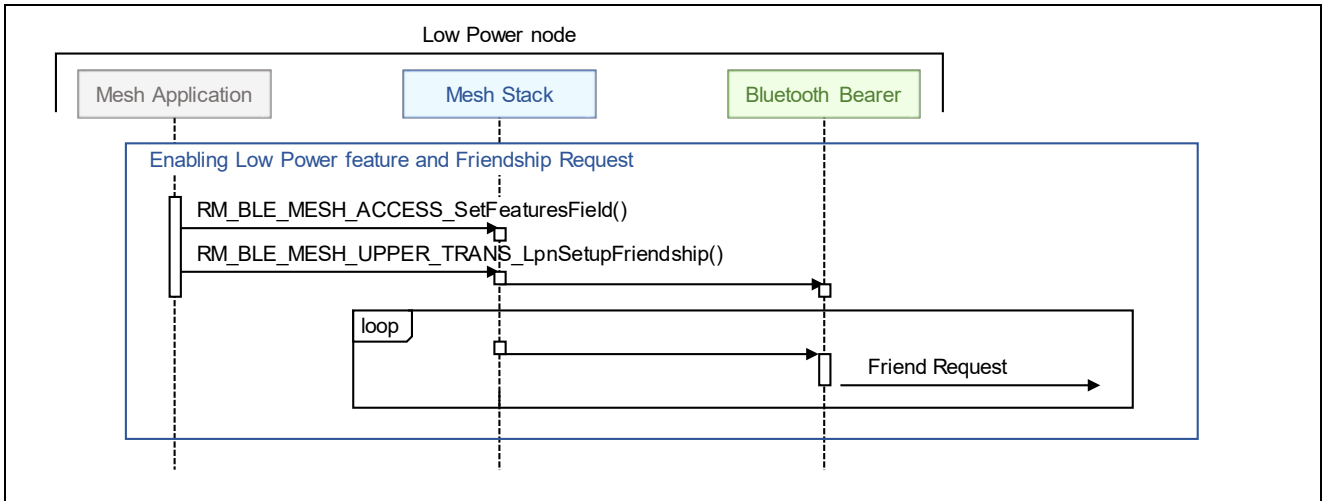 Low Power node
Mesh Application
Mesh Stack
Bluetooth Bearer
Enabling Low Power feature and Friendship Request
RM_BLE_MESH_ACCESS_SetFeaturesField()
RM_BLE_MESH_UPPER_TRANS_LpnSetupFriendship()
loop
Friend Request